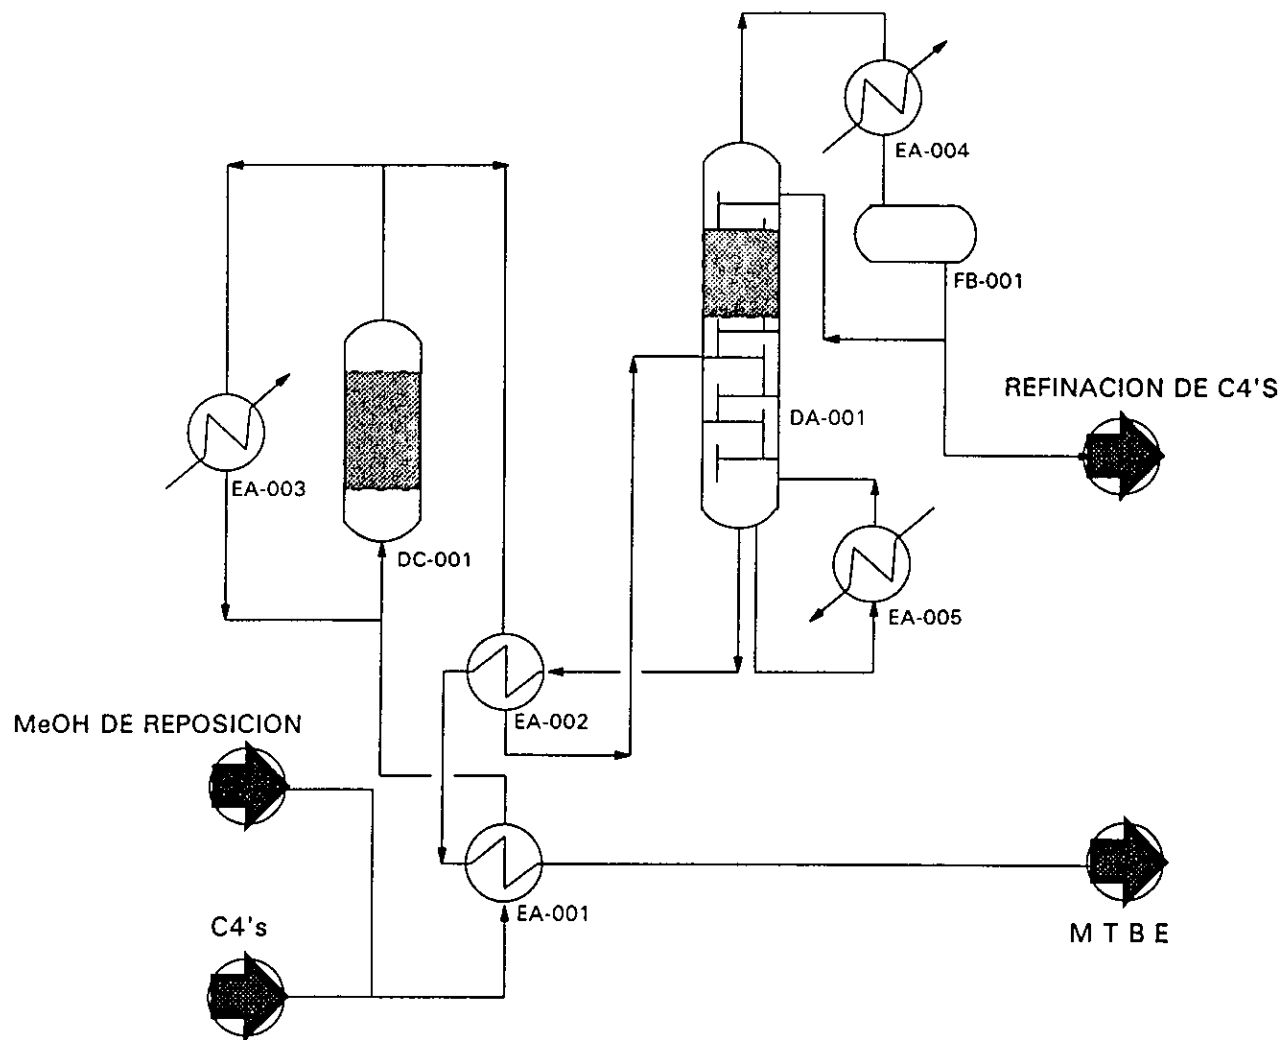 EA-004
FB-001
REFINACION DE C4'S
DA-001
EA-003
DC-001
EA-005
EA-002
MeOH DE REPOSICION
EA-001
C4's
M T B E